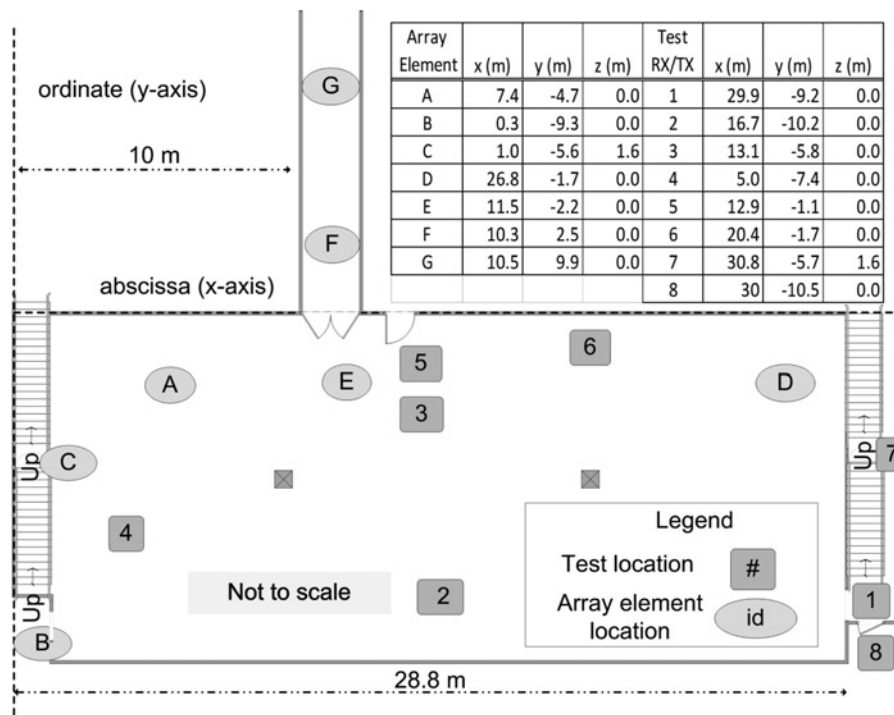 ordinate (y-axis)
10 m
abscissa (x-axis)
G
F
Array Element x (m) y (m) z (m) Test RX/TX x (m) y (m) z (m)
A 7.4 -4.7 0.0 1 29.9 -9.2 0.0
B 0.3 -9.3 0.0 2 16.7 -10.2 0.0
C 1.0 -5.6 1.6 3 13.1 -5.8 0.0
D 26.8 -1.7 0.0 4 5.0 -7.4 0.0
E 11.5 -2.2 0.0 5 12.9 -1.1 0.0
F 10.3 2.5 0.0 6 20.4 -1.7 0.0
G 10.5 9.9 0.0 7 30.8 -5.7 1.6
8 30 -10.5 0.0
A
E
5
6
D
3
C
Up
Up
7
4
Not to scale
2
Legend
Test location #
Array element location id
Up
B
1
8
28.8 m